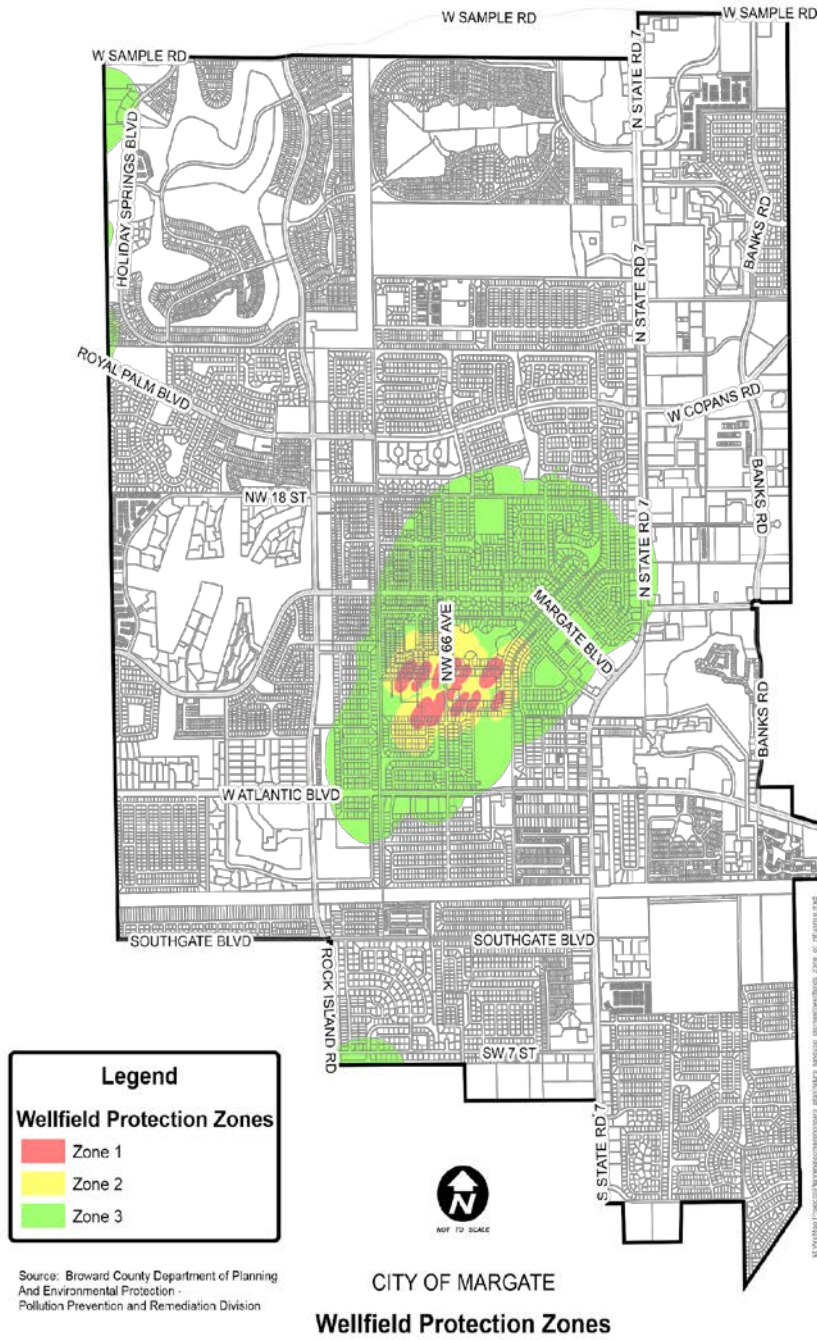 W SAMPLE RD
W SAMPLE RD
W SAMPLE RD
N STATE RD 7
HOLIDAY SPRINGS BLVD
BANKS RD
N STATE RD 7
ROYAL PALM BLVD
W COPANS RD
BANKS RD
NW 18 ST
N STATE RD 7
MARGATE BLVD
NW 66 AVE
BANKS RD
W ATLANTIC BLVD
SOUTHGATE BLVD
SOUTHGATE BLVD
ROCK ISLAND RD
SW 7 ST
S STATE RD 7
Legend
Wellfield Protection Zones
Zone 1
Zone 2
Zone 3
N
NOT TO SCALE
Source: Broward County Department of Planning
And Environmental Protection -
Pollution Prevention and Remediation Division
CITY OF MARGATE
Wellfield Protection Zones